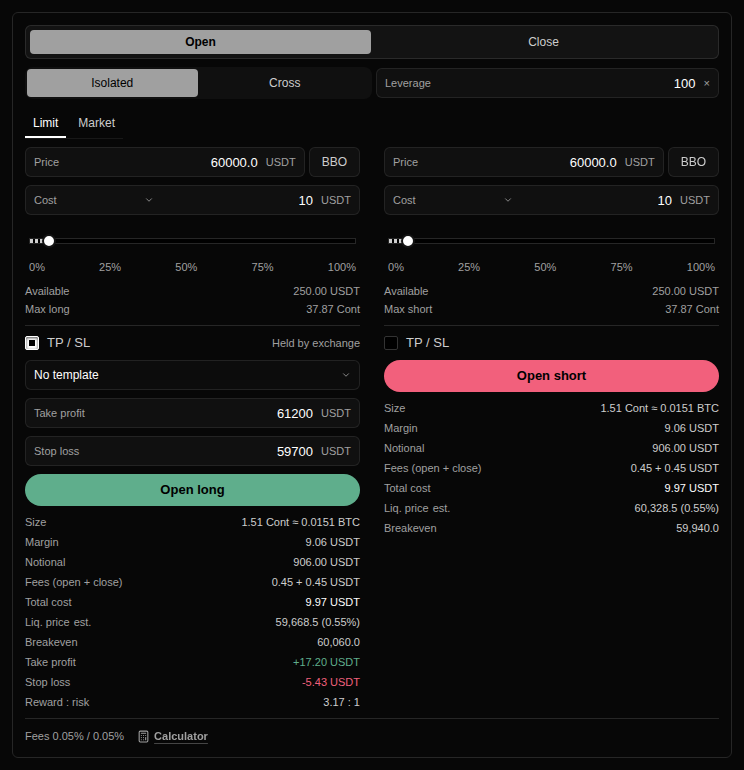 Open Close
Isolated Cross Leverage 100 ×
Limit Market
Price 60000.0 USDT BBO Price 60000.0 USDT BBO
Cost 10 USDT Cost 10 USDT
0% 25% 50% 75% 100% 0% 25% 50% 75% 100%
Available 250.00 USDT Available 250.00 USDT
Max long 37.87 Cont Max short 37.87 Cont
TP / SL Held by exchange TP / SL
No template Open short
Take profit 61200 USDT Size 1.51 Cont ≈ 0.0151 BTC
Margin 9.06 USDT
Stop loss 59700 USDT Notional 906.00 USDT
Fees (open + close) 0.45 + 0.45 USDT
Open long Total cost 9.97 USDT
Liq. price est. 60,328.5 (0.55%)
Size 1.51 Cont ≈ 0.0151 BTC Breakeven 59,940.0
Margin 9.06 USDT
Notional 906.00 USDT
Fees (open + close) 0.45 + 0.45 USDT
Total cost 9.97 USDT
Liq. price est. 59,668.5 (0.55%)
Breakeven 60,060.0
Take profit +17.20 USDT
Stop loss -5.43 USDT
Reward : risk 3.17 : 1
Fees 0.05% / 0.05% Calculator